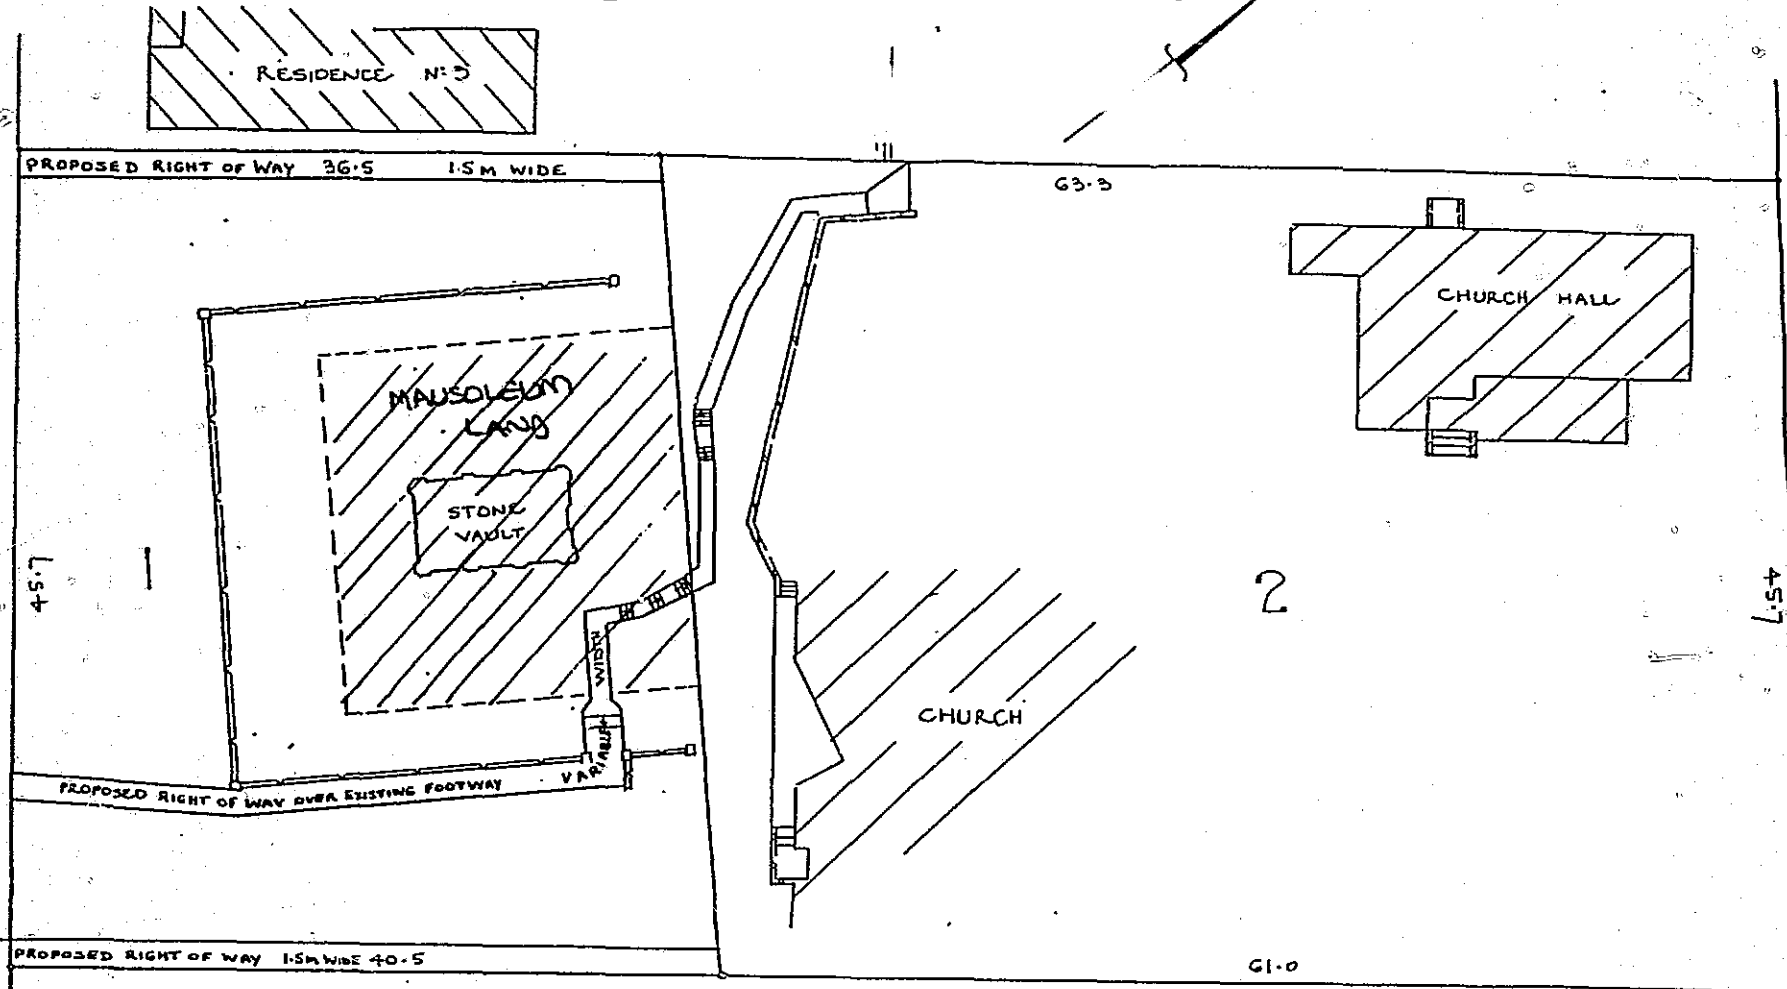 RESIDENCE Nº 5
PROPOSED RIGHT OF WAY 36.5 1.5M WIDE
63.3
CHURCH HALL
MAUSOLEUM
LAND
STONE
VAULT
45.7
1
2
45.7
WIDTH
VARIABLE
CHURCH
PROPOSED RIGHT OF WAY OVER EXISTING FOOTWAY
PROPOSED RIGHT OF WAY 1.5M WIDE 40.5
61.0